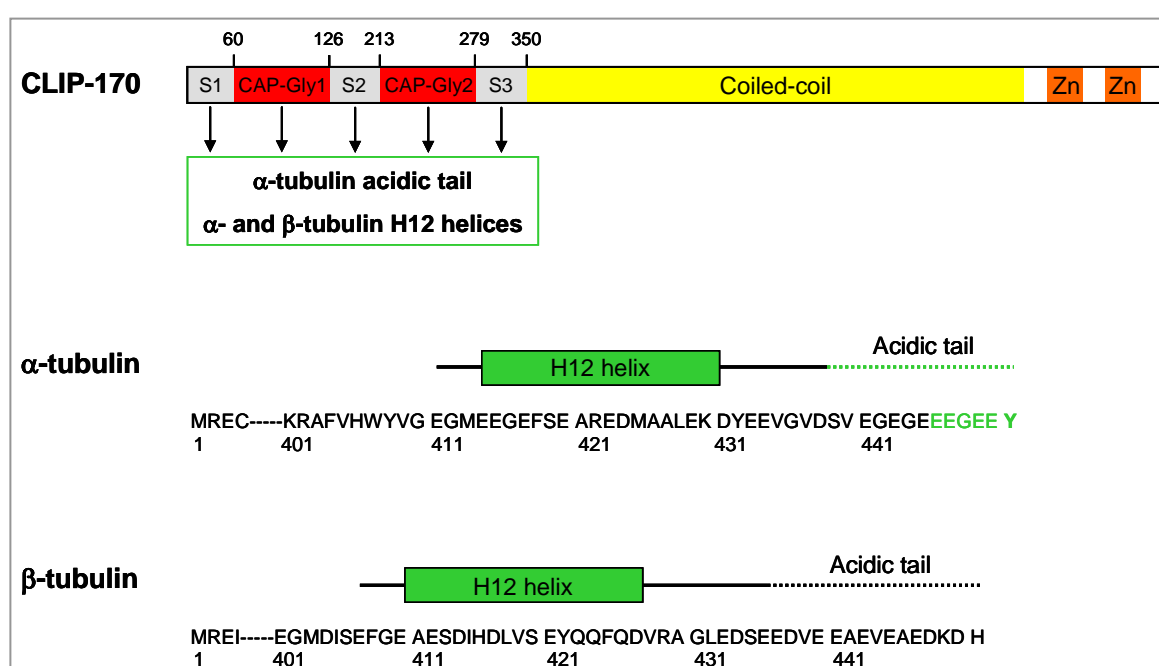 60 126 213 279 350
CLIP-170 S1 CAP-Gly1 S2 CAP-Gly2 S3 Coiled-coil Zn Zn
α-tubulin acidic tail
α- and β-tubulin H12 helices
Acidic tail
α-tubulin H12 helix
MREC-----KRAFVHWYVG EGMEEGEFSE AREDMAALEK DYEEVGVDSV EGEGEEEGEE Y
1 401 411 421 431 441
Acidic tail
β-tubulin H12 helix
MREI-----EGMDISEFGE AESDIHDLVS EYQQFQDVRA GLEDSEEDVE EAEVEAEDKD H
1 401 411 421 431 441